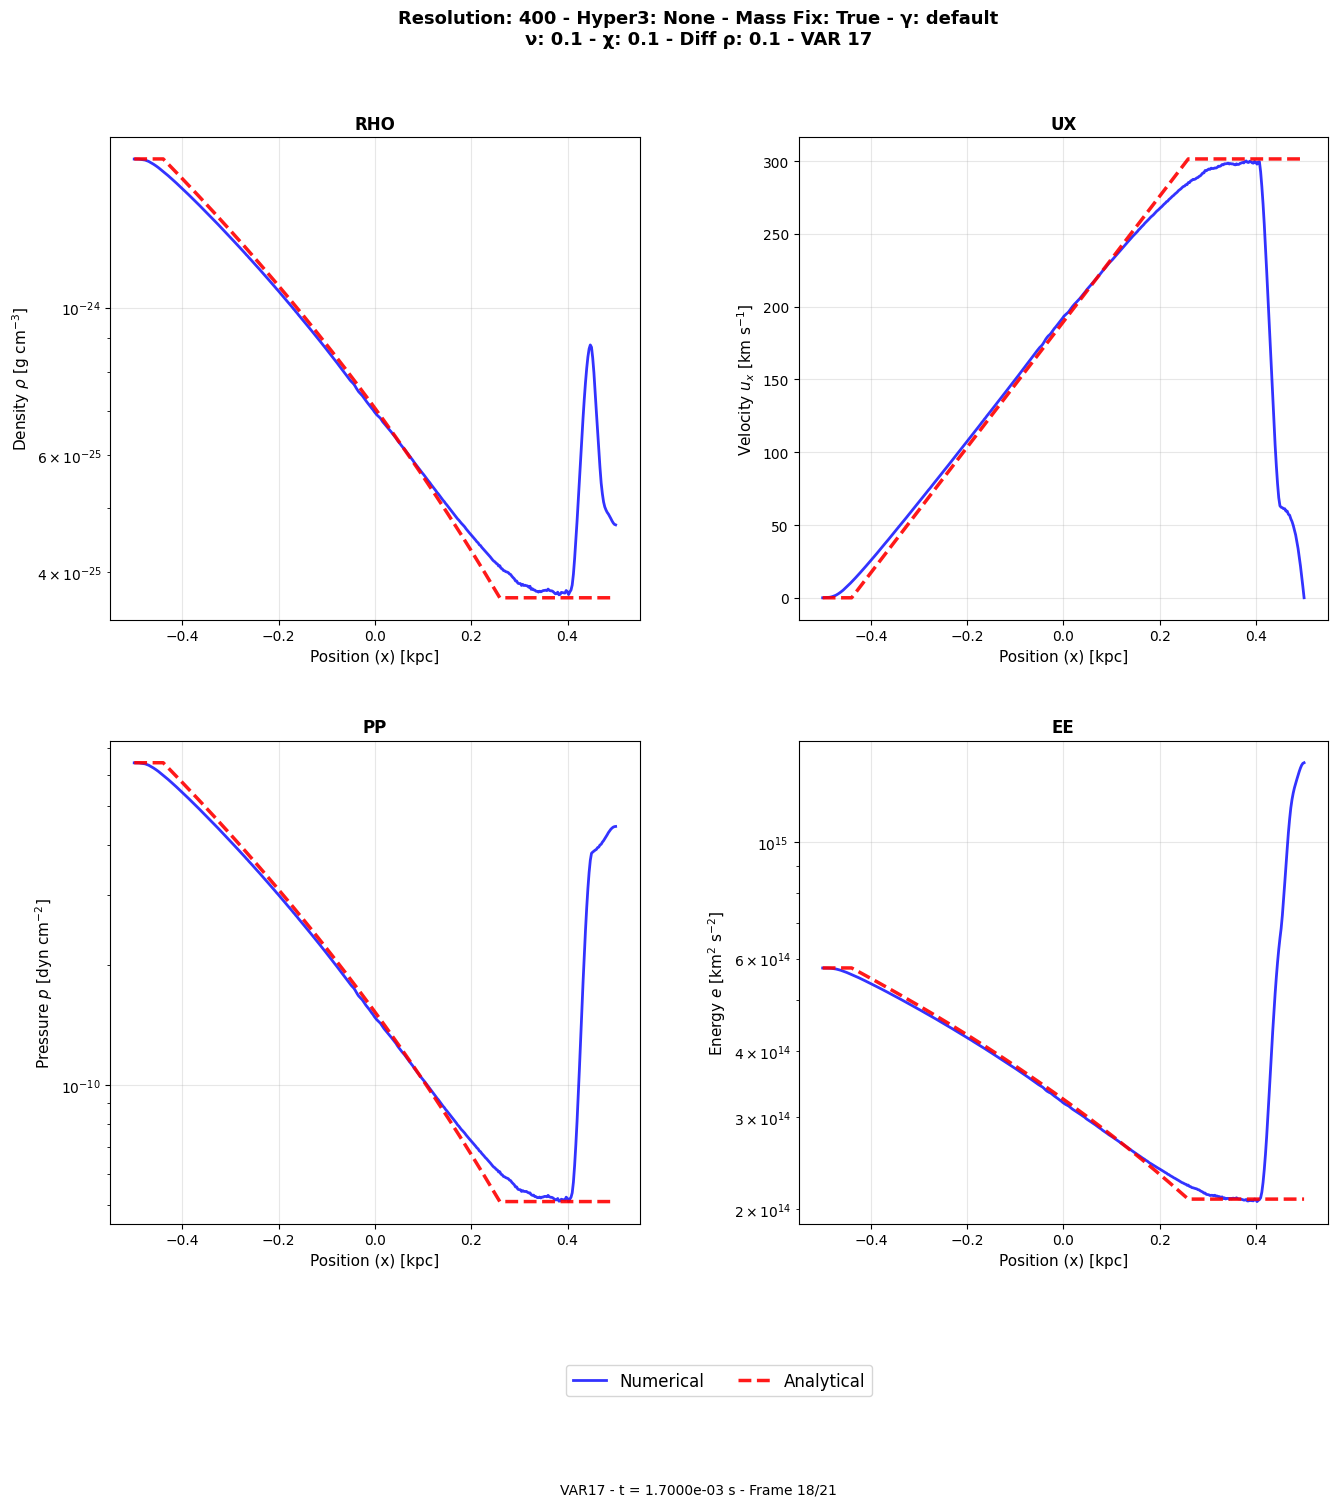 Resolution: 400 - Hyper3: None - Mass Fix: True - γ: default
ν: 0.1 - χ: 0.1 - Diff ρ: 0.1 - VAR 17
RHO
Density ρ [g cm⁻³]
10⁻²⁴
6 × 10⁻²⁵
4 × 10⁻²⁵
−0.4 −0.2 0.0 0.2 0.4
Position (x) [kpc]
UX
Velocity uₓ [km s⁻¹]
300
250
200
150
100
50
0
−0.4 −0.2 0.0 0.2 0.4
Position (x) [kpc]
PP
Pressure p [dyn cm⁻²]
10⁻¹⁰
−0.4 −0.2 0.0 0.2 0.4
Position (x) [kpc]
EE
Energy e [km² s⁻²]
10¹⁵
6 × 10¹⁴
4 × 10¹⁴
3 × 10¹⁴
2 × 10¹⁴
−0.4 −0.2 0.0 0.2 0.4
Position (x) [kpc]
Numerical Analytical
VAR17 - t = 1.7000e-03 s - Frame 18/21